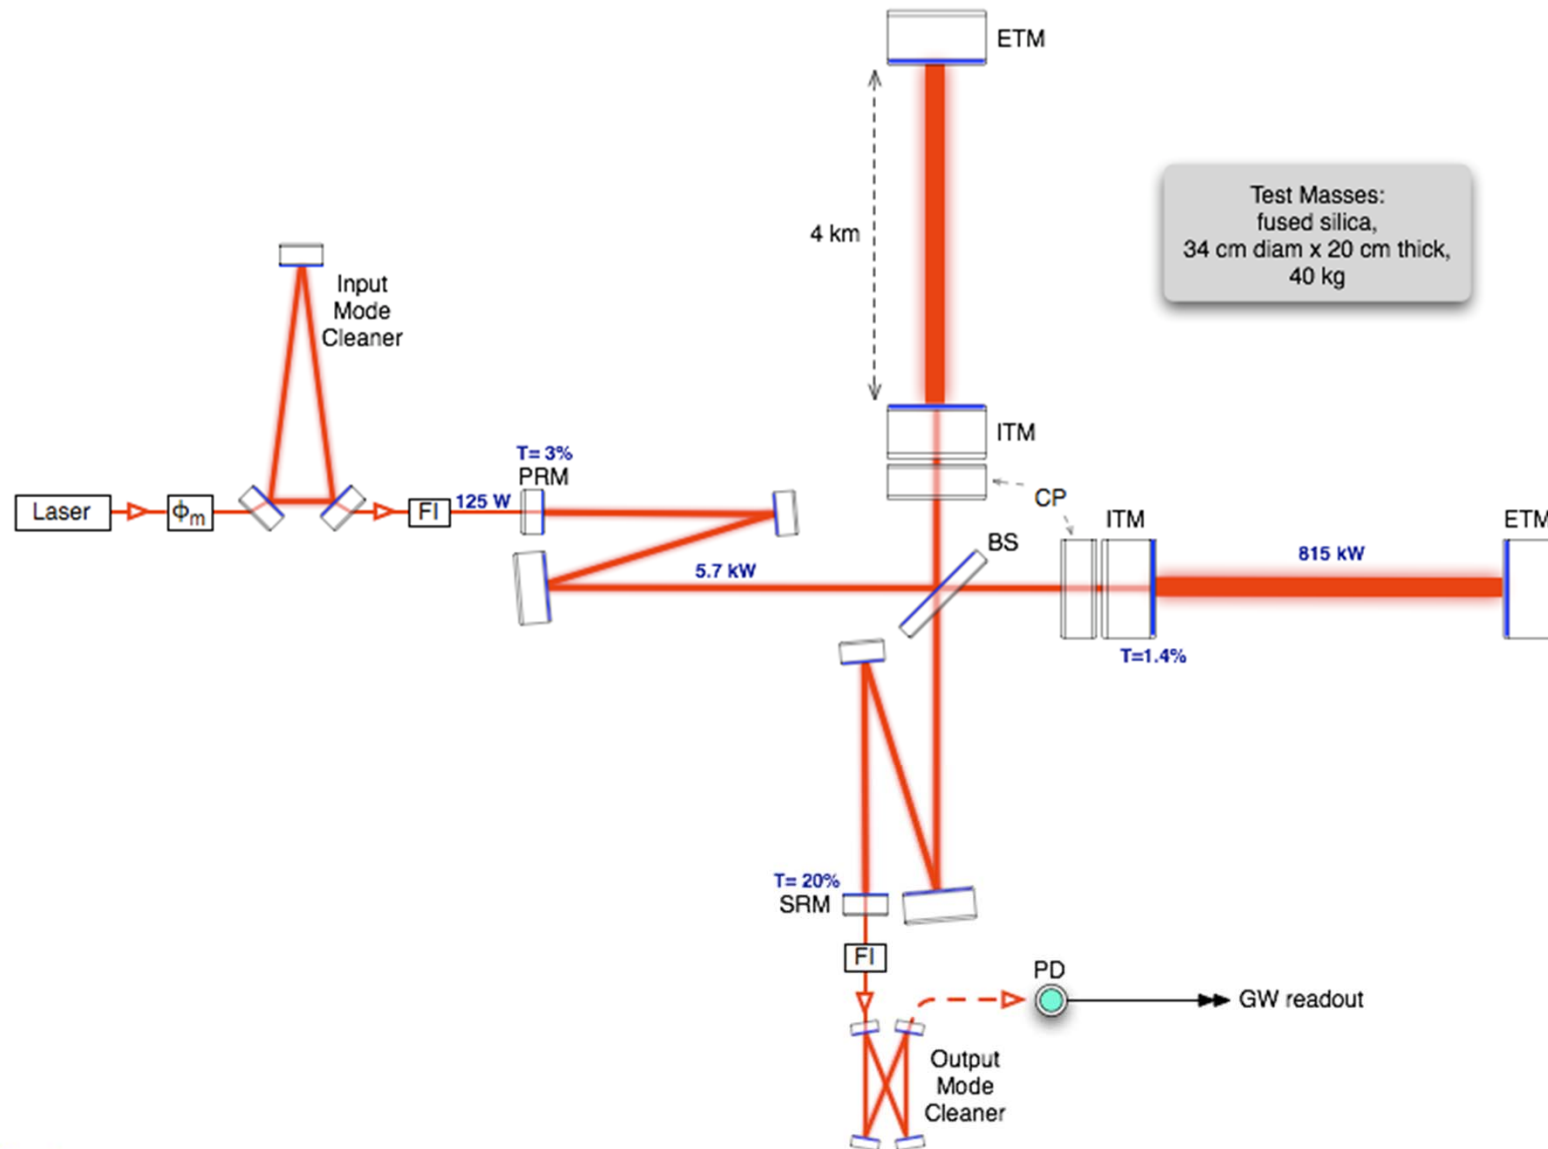 ETM
4 km
Test Masses:
fused silica,
34 cm diam x 20 cm thick,
40 kg
Input
Mode
Cleaner
ITM
T= 3%
PRM
Laser
Φm
FI
125 W
CP
ITM
ETM
BS
815 kW
5.7 kW
T=1.4%
T= 20%
SRM
FI
PD
GW readout
Output
Mode
Cleaner